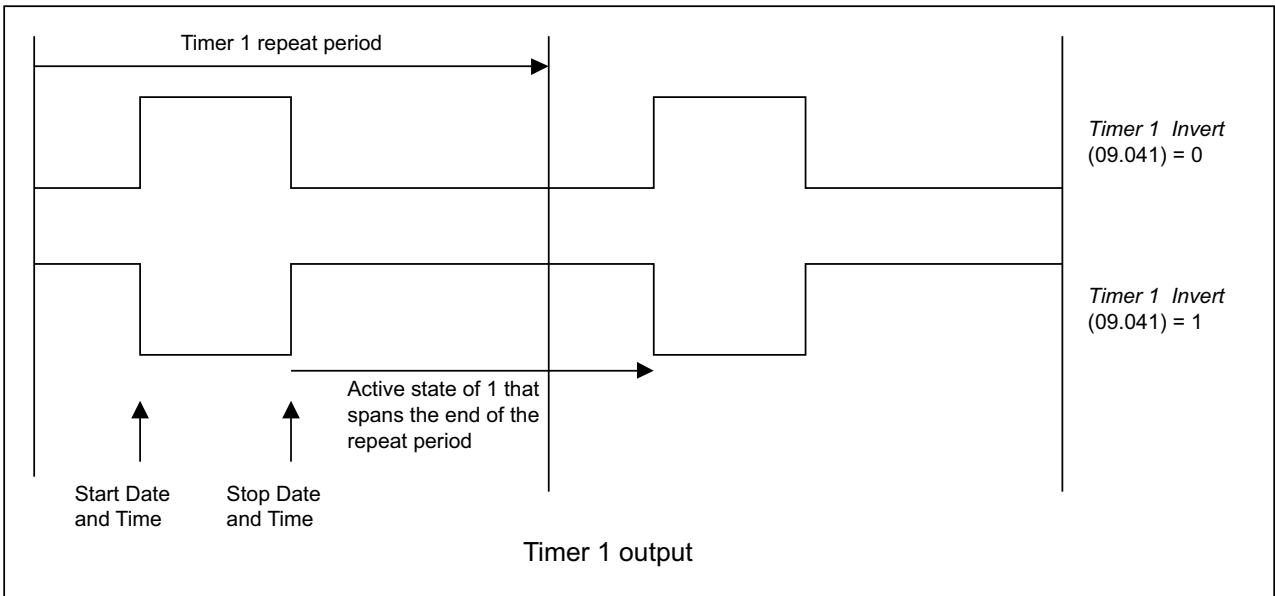 Timer 1 repeat period
Timer 1 Invert
(09.041) = 0
Timer 1 Invert
(09.041) = 1
Active state of 1 that
spans the end of the
repeat period
Start Date
and Time
Stop Date
and Time
Timer 1 output